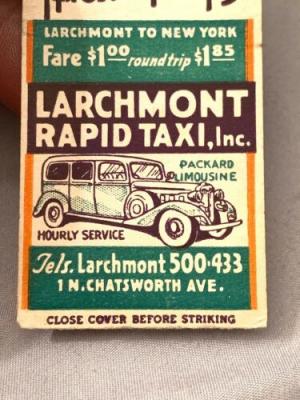 LARCHMONT TO NEW YORK
Fare $1.00 round trip $1.85
LARCHMONT
RAPID TAXI, Inc.
PACKARD
LIMOUSINE
HOURLY SERVICE
Tels. Larchmont 500·433
1 N. CHATSWORTH AVE.
CLOSE COVER BEFORE STRIKING